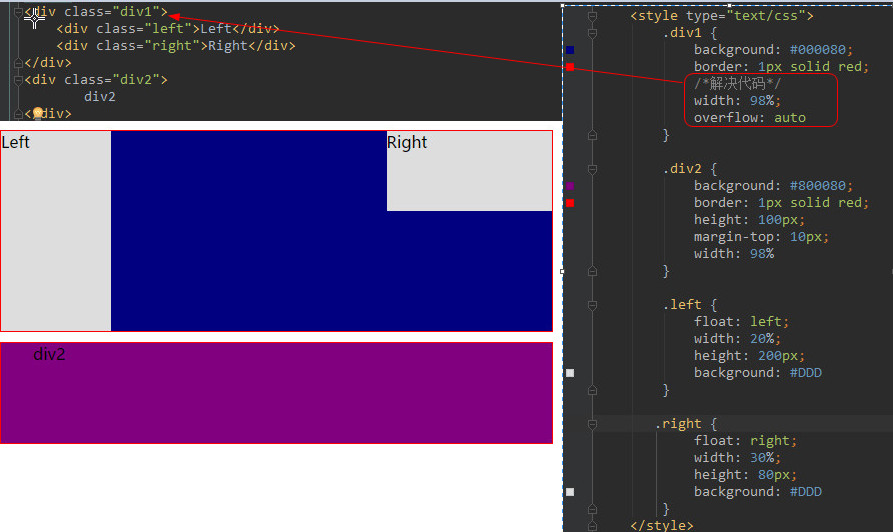 <div class="div1">
<div class="left">Left</div>
<div class="right">Right</div>
</div>
<div class="div2">
div2
</div>
Left
Right
div2
<style type="text/css">
.div1 {
background: #000080;
border: 1px solid red;
/*解决代码*/
width: 98%;
overflow: auto
}
.div2 {
background: #800080;
border: 1px solid red;
height: 100px;
margin-top: 10px;
width: 98%
}
.left {
float: left;
width: 20%;
height: 200px;
background: #DDD
}
.right {
float: right;
width: 30%;
height: 80px;
background: #DDD
}
</style>